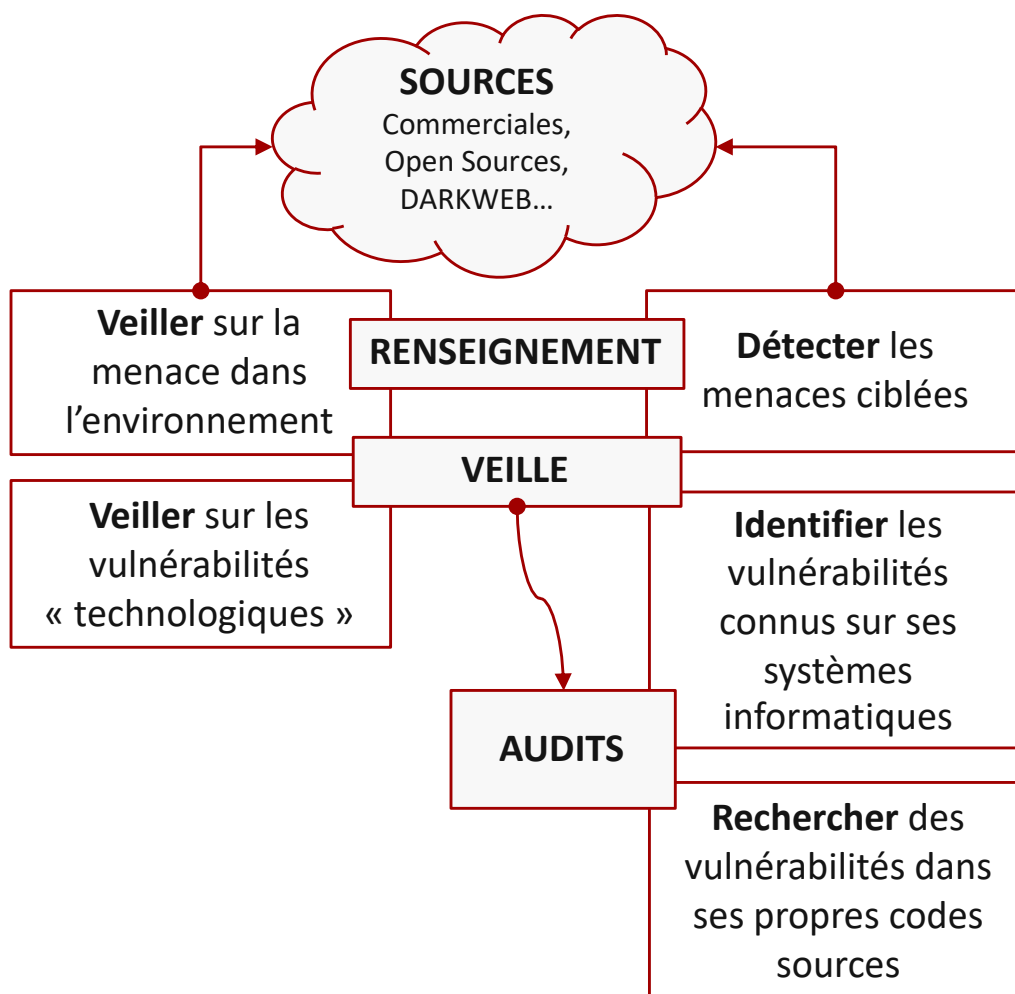 SOURCES
Commerciales,
Open Sources,
DARKWEB…
Veiller sur la
menace dans
l’environnement
RENSEIGNEMENT
Détecter les
menaces ciblées
VEILLE
Veiller sur les
vulnérabilités
« technologiques »
Identifier les
vulnérabilités
connus sur ses
systèmes
informatiques
AUDITS
Rechercher des
vulnérabilités dans
ses propres codes
sources